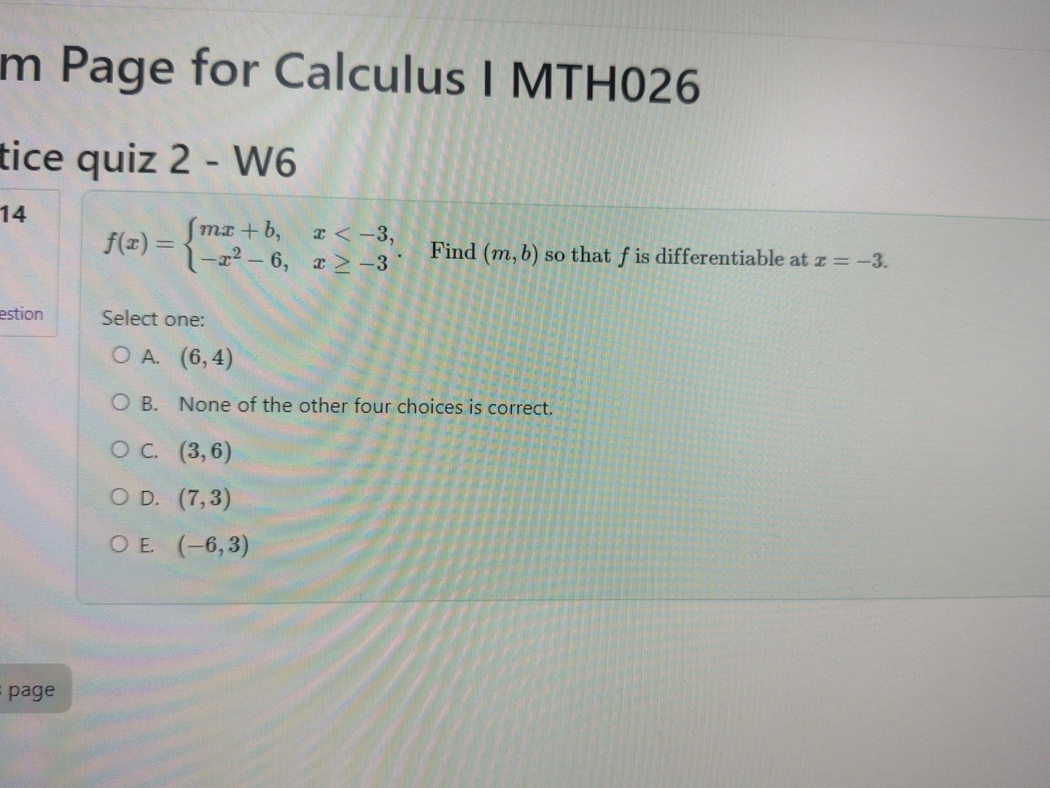 m Page for Calculus I MTH026
tice quiz 2 - W6
14
f(x) = { mx + b, x < −3,
−x² − 6, x ≥ −3 . Find (m, b) so that f is differentiable at x = −3.
estion
Select one:
A. (6, 4)
B. None of the other four choices is correct.
C. (3, 6)
D. (7, 3)
E. (−6, 3)
page